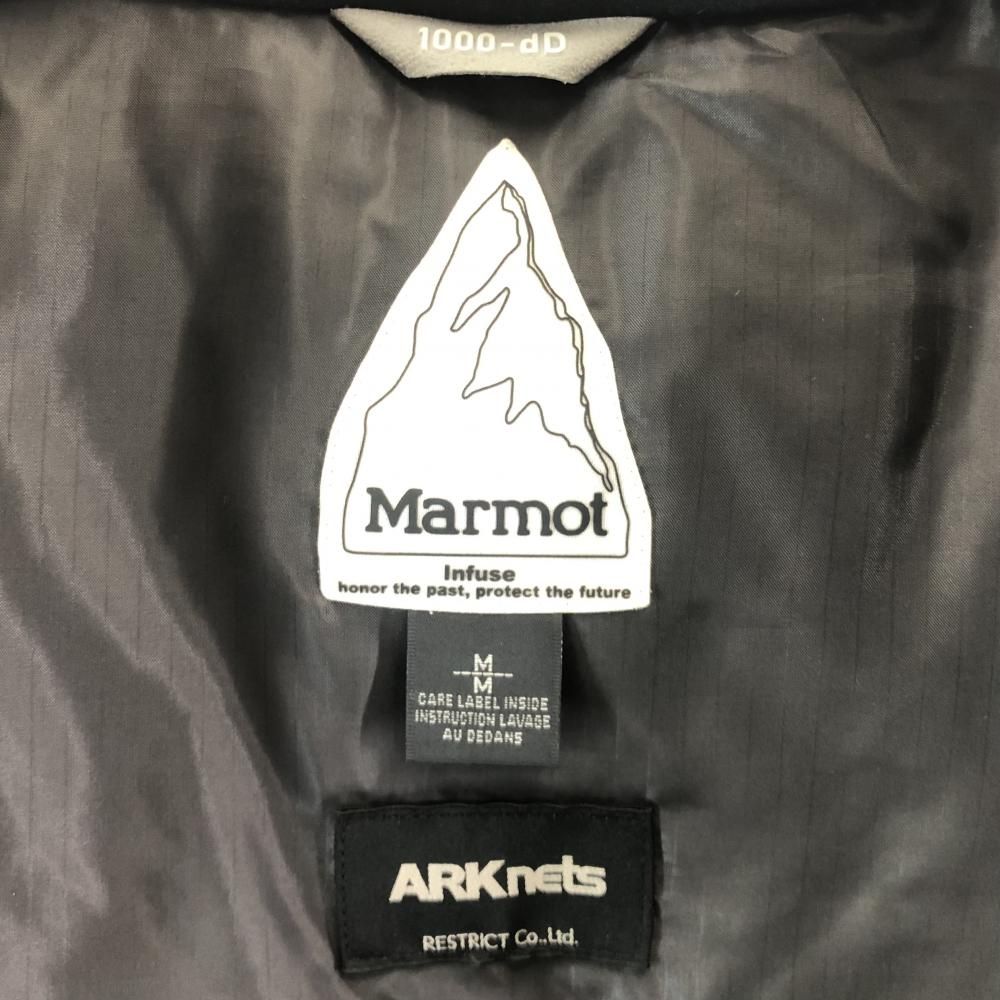 1000-dD
Marmot
Infuse
honor the past, protect the future
M
M
CARE LABEL INSIDE
INSTRUCTION LAVAGE
AU DEDANS
ARKnets
RESTRICT Co.,Ltd.